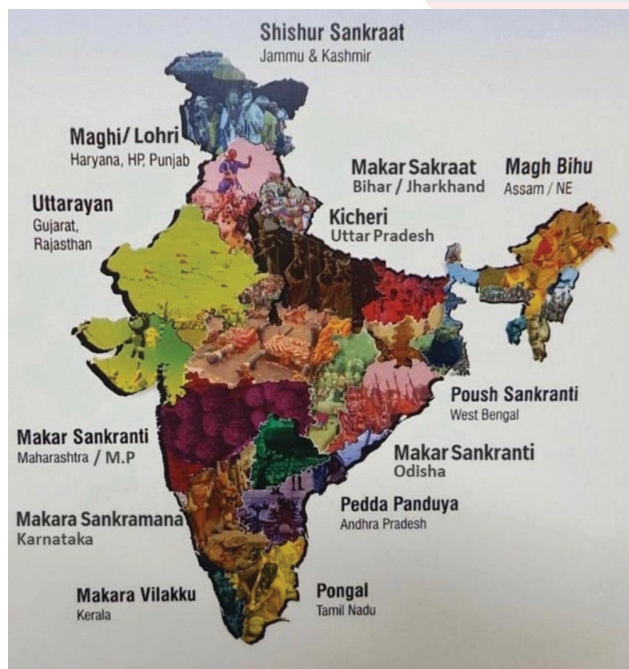 Shishur Sankraat
Jammu & Kashmir
Maghi/ Lohri
Haryana, HP, Punjab
Makar Sakraat
Bihar / Jharkhand
Magh Bihu
Assam / NE
Uttarayan
Gujarat,
Rajasthan
Kicheri
Uttar Pradesh
Poush Sankranti
West Bengal
Makar Sankranti
Maharashtra / M.P
Makar Sankranti
Odisha
Pedda Panduya
Andhra Pradesh
Makara Sankramana
Karnataka
Makara Vilakku
Kerala
Pongal
Tamil Nadu